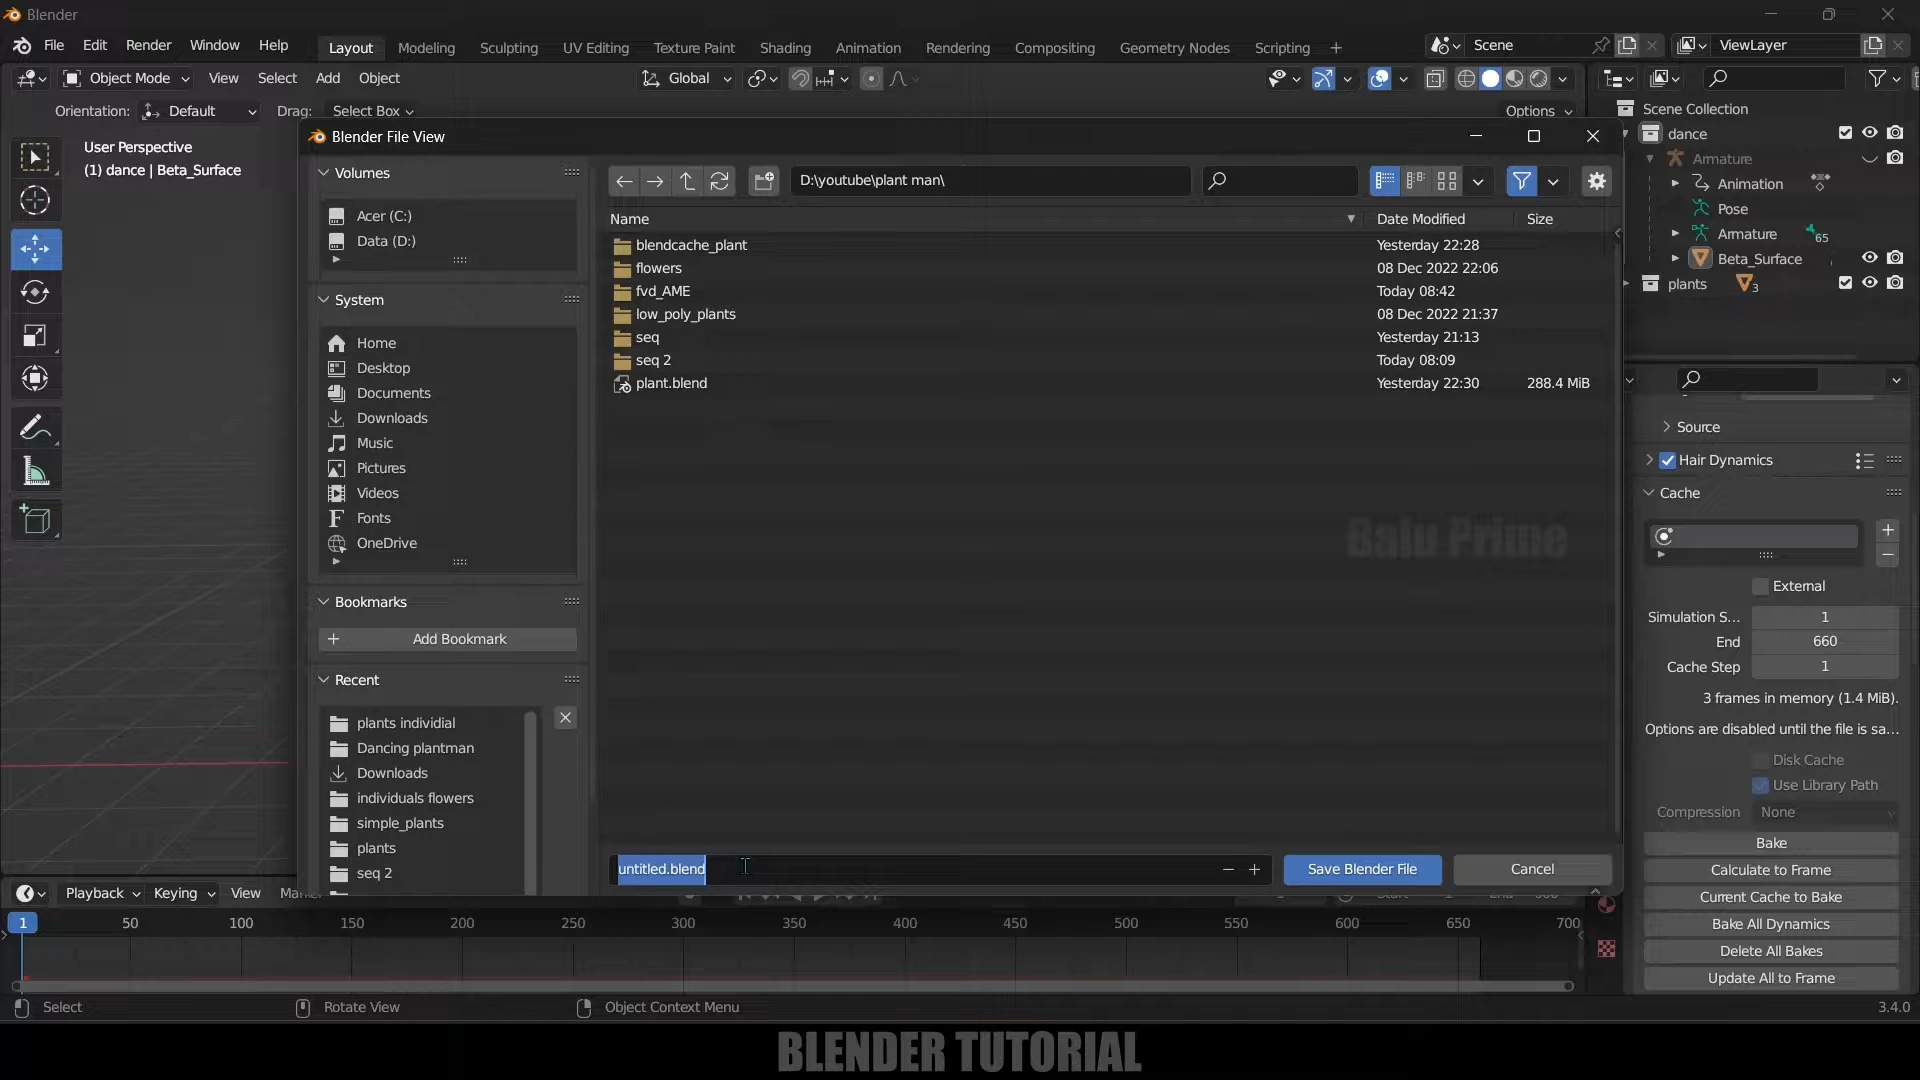 Blender
File Edit Render Window Help Layout Modeling Sculpting UV Editing Texture Paint Shading Animation Rendering Compositing Geometry Nodes Scripting + Scene ViewLayer
Object Mode View Select Add Object Global
Orientation: Default Drag: Select Box Options
User Perspective
(1) dance | Beta_Surface
Scene Collection
dance
Armature
Animation
Pose
Armature 65
Beta_Surface
plants 3
Blender File View
Volumes
Acer (C:)
Data (D:)
System
Home
Desktop
Documents
Downloads
Music
Pictures
Videos
Fonts
OneDrive
Bookmarks
Add Bookmark
Recent
plants individial
Dancing plantman
Downloads
individuals flowers
simple_plants
plants
seq 2
D:\youtube\plant man\
Name Date Modified Size
blendcache_plant Yesterday 22:28
flowers 08 Dec 2022 22:06
fvd_AME Today 08:42
low_poly_plants 08 Dec 2022 21:37
seq Yesterday 21:13
seq 2 Today 08:09
plant.blend Yesterday 22:30 288.4 MiB
Balu Prime
untitled.blend Save Blender File Cancel
Source
Hair Dynamics
Cache
External
Simulation S... 1
End 660
Cache Step 1
3 frames in memory (1.4 MiB).
Options are disabled until the file is sa...
Disk Cache
Use Library Path
Compression None
Bake
Calculate to Frame
Current Cache to Bake
Bake All Dynamics
Delete All Bakes
Update All to Frame
Playback Keying View
1 50 100 150 200 250 300 350 400 450 500 550 600 650 700
Select Rotate View Object Context Menu 3.4.0
BLENDER TUTORIAL